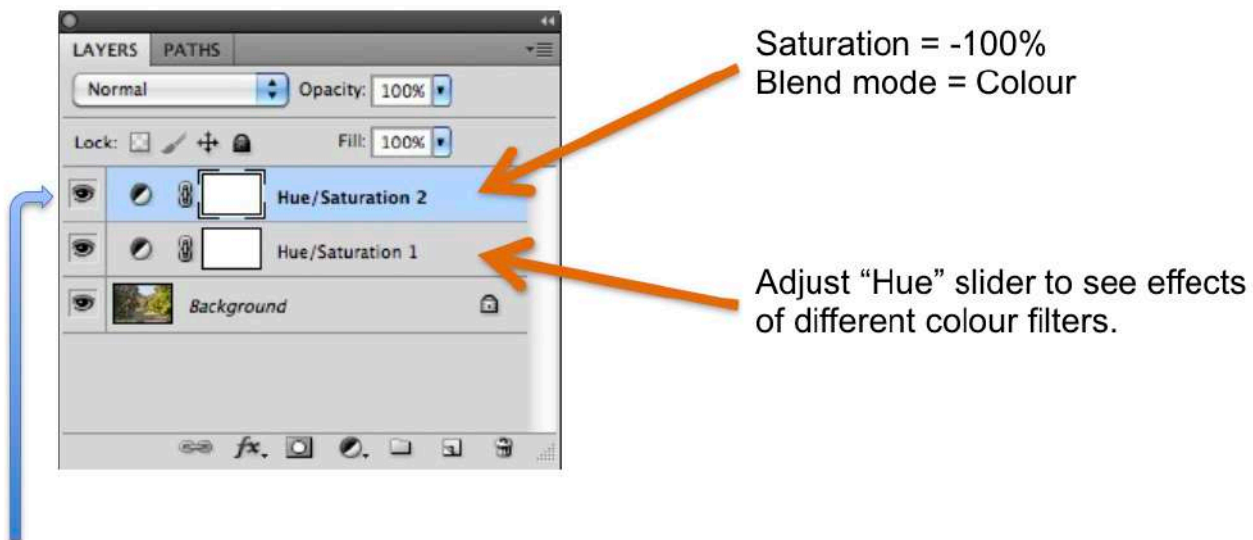 LAYERS PATHS
Normal Opacity: 100%
Lock: Fill: 100%
Hue/Saturation 2
Hue/Saturation 1
Background
fx.
Saturation = -100%
Blend mode = Colour
Adjust “Hue” slider to see effects
of different colour filters.